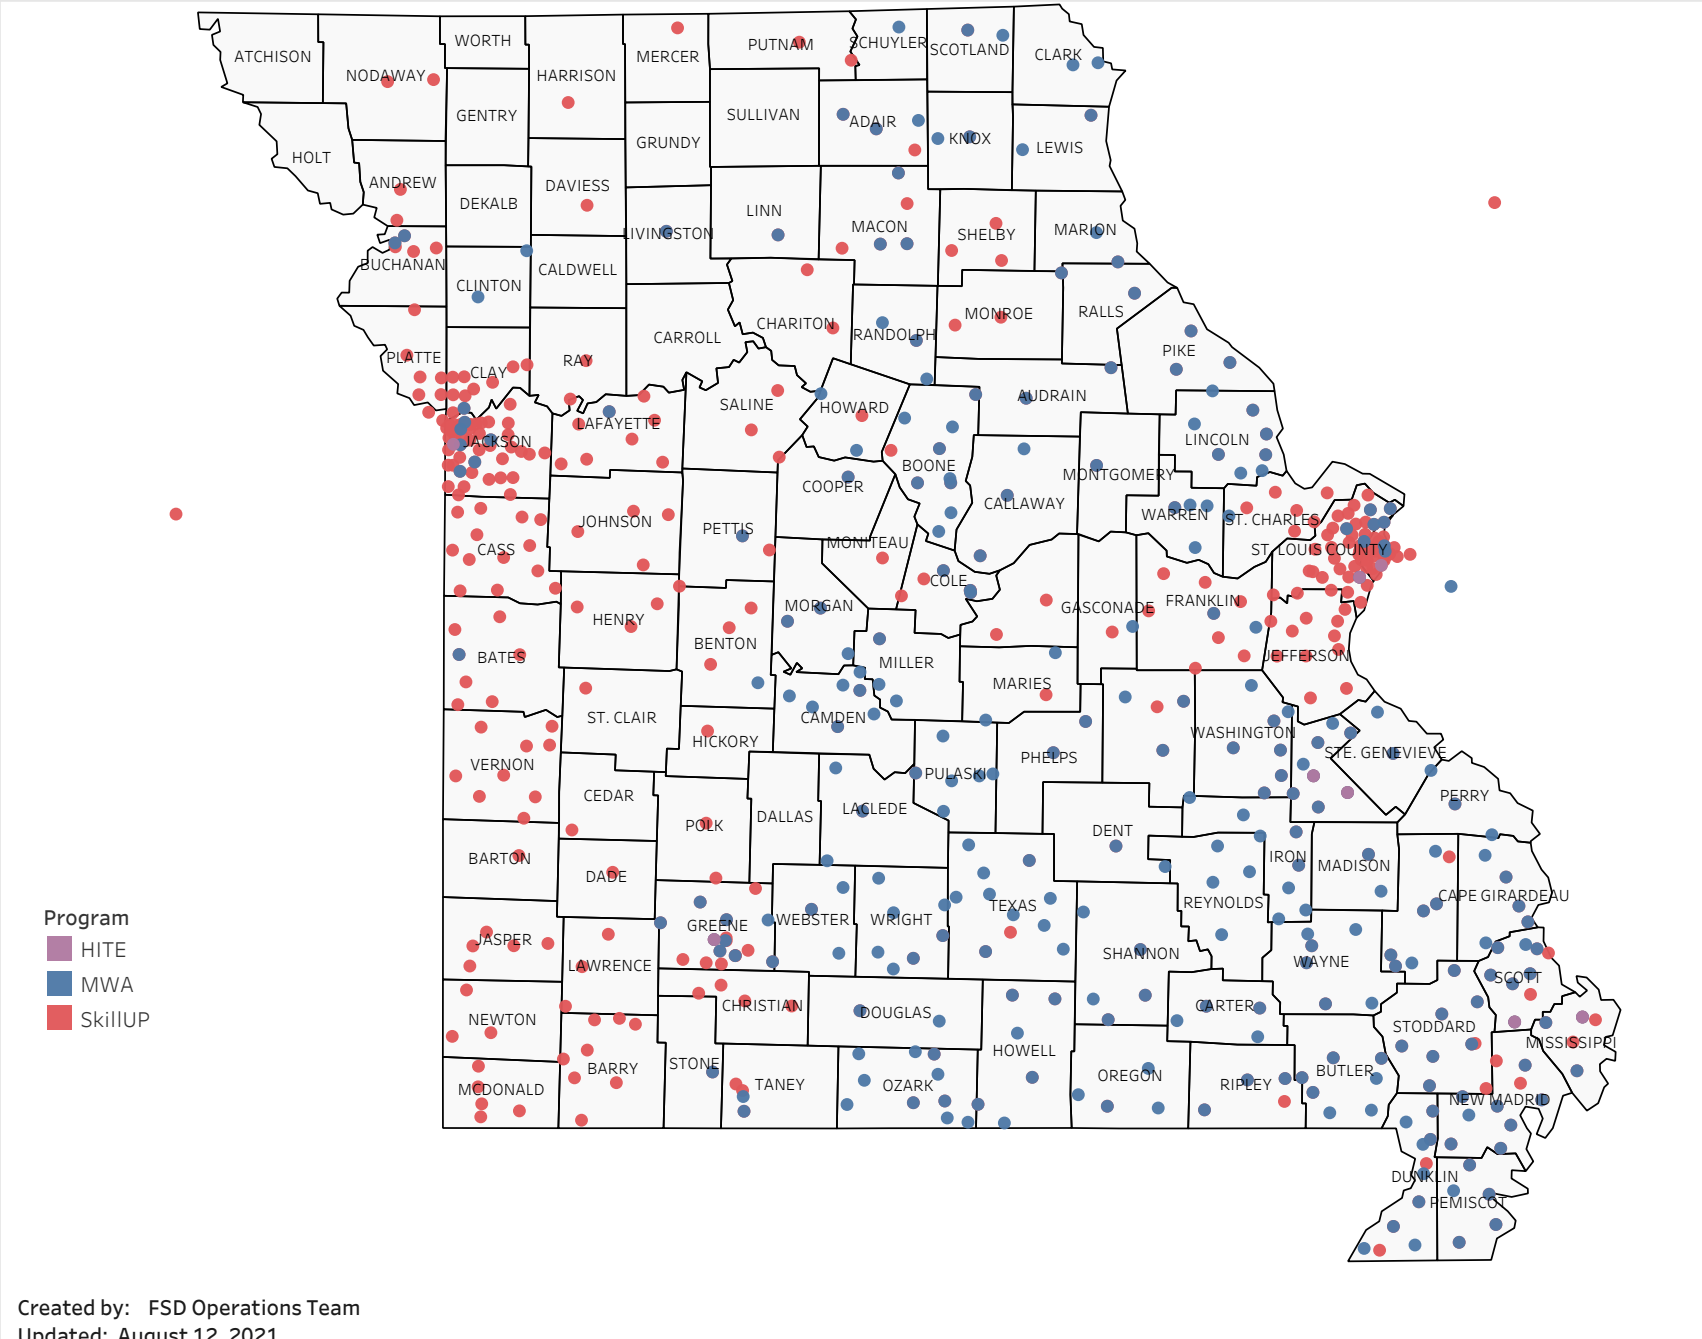 WORTH
ATCHISON
NODAWAY
HARRISON
MERCER
PUTNAM
SCHUYLER
SCOTLAND
CLARK
GENTRY
SULLIVAN
ADAIR
KNOX
LEWIS
HOLT
GRUNDY
ANDREW
DEKALB
DAVIESS
LINN
MACON
SHELBY
MARION
LIVINGSTON
BUCHANAN
CLINTON
CALDWELL
CHARITON
RANDOLPH
MONROE
RALLS
PLATTE
CLAY
RAY
CARROLL
PIKE
AUDRAIN
SALINE
HOWARD
LAFAYETTE
JACKSON
LINCOLN
BOONE
MONTGOMERY
COOPER
CALLAWAY
WARREN
ST. CHARLES
JOHNSON
PETTIS
MONITEAU
CASS
ST. LOUIS COUNTY
COLE
MORGAN
GASCONADE
FRANKLIN
HENRY
BENTON
BATES
MILLER
JEFFERSON
MARIES
ST. CLAIR
CAMDEN
HICKORY
WASHINGTON
STE. GENEVIEVE
VERNON
PULASKI
PHELPS
CEDAR
PERRY
POLK
DALLAS
LACLEDE
DENT
BARTON
IRON
MADISON
DADE
CAPE GIRARDEAU
REYNOLDS
TEXAS
Program
HITE
MWA
SkillUP
JASPER
GREENE
WEBSTER
WRIGHT
SHANNON
LAWRENCE
WAYNE
SCOTT
NEWTON
CHRISTIAN
DOUGLAS
CARTER
STODDARD
MISSISSIPPI
HOWELL
STONE
BARRY
TANEY
OZARK
OREGON
RIPLEY
BUTLER
MCDONALD
NEW MADRID
DUNKLIN
PEMISCOT
Created by: FSD Operations Team
Updated: August 12, 2021